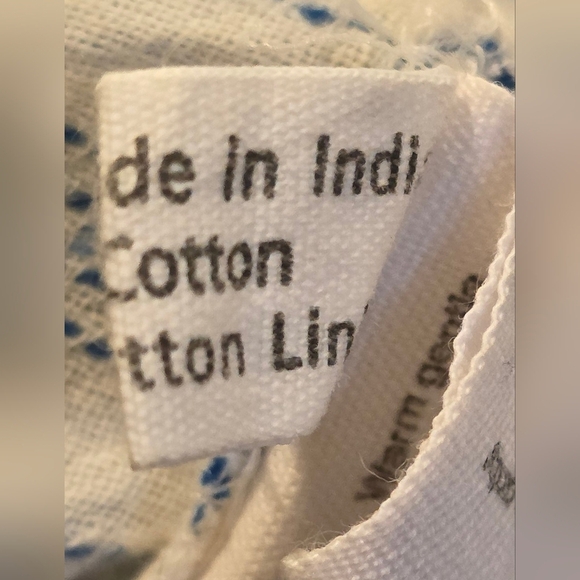 de in Indi
Cotton
tton Lin
Warm gentle